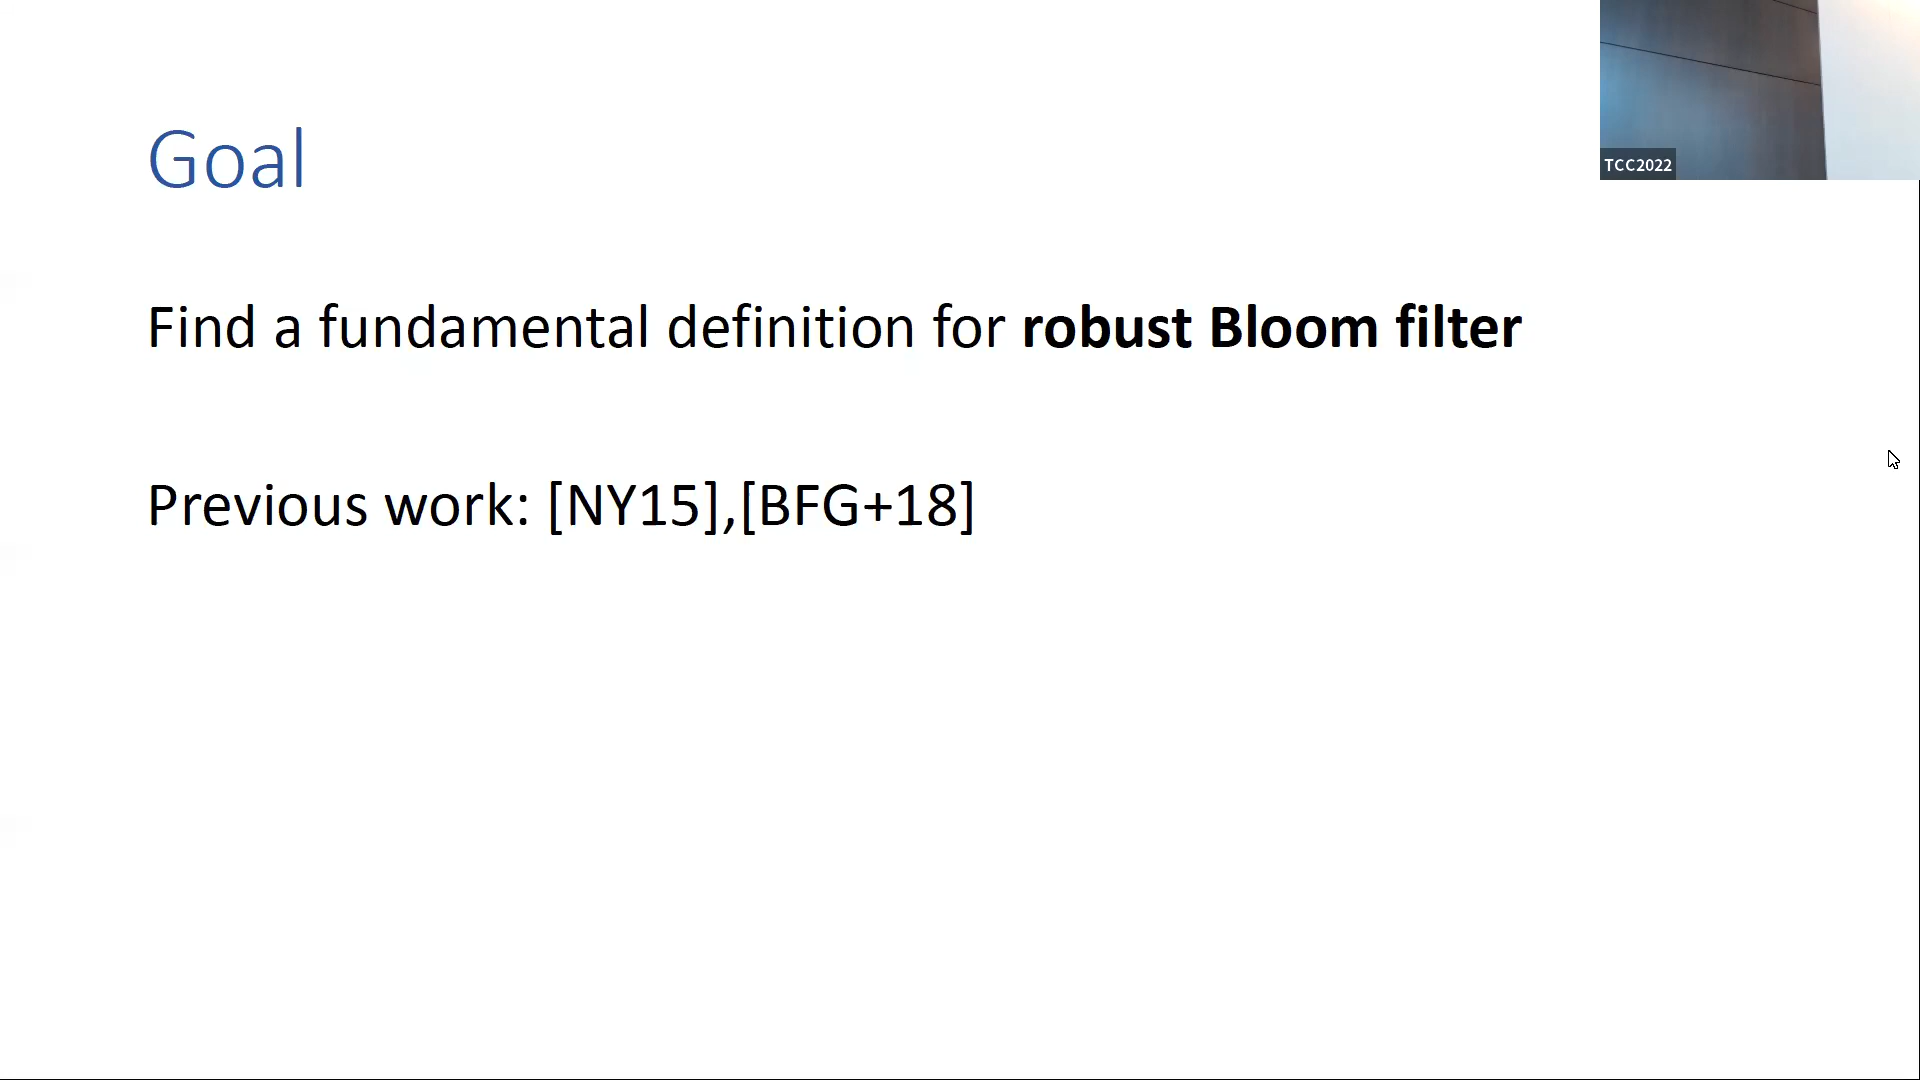 Goal
TCC2022
Find a fundamental definition for robust Bloom filter
Previous work: [NY15],[BFG+18]